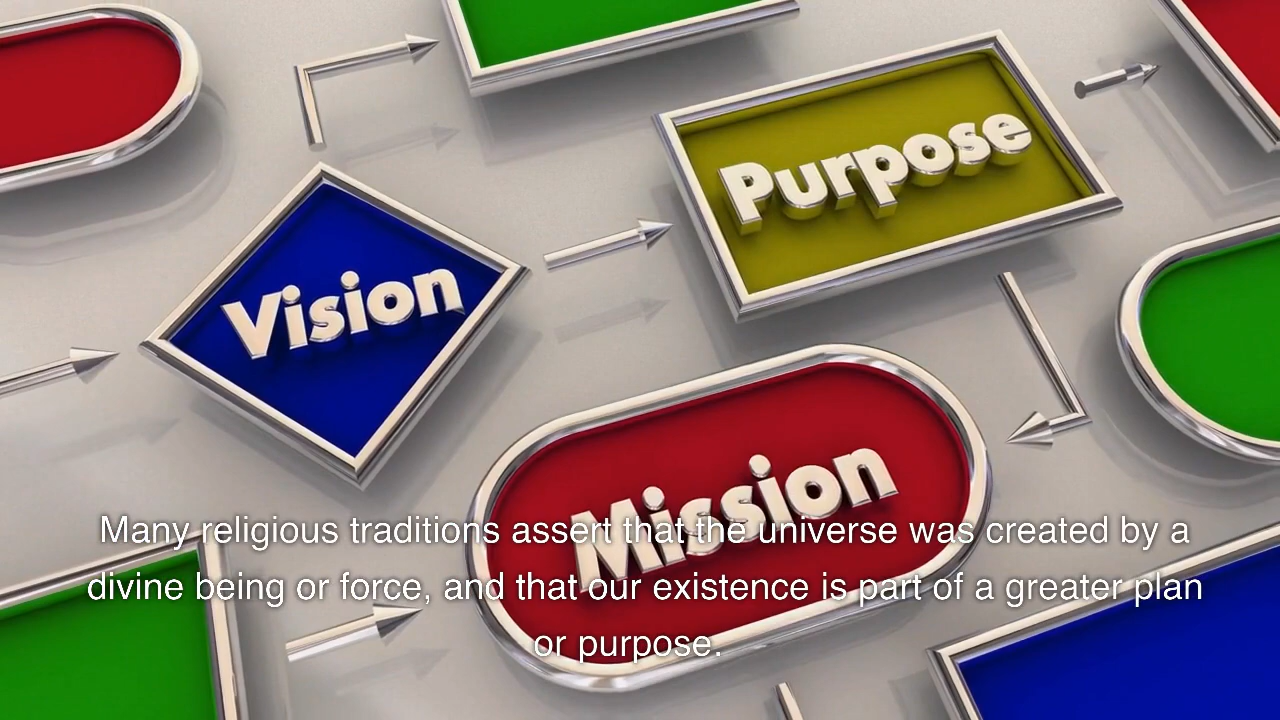 Purpose
Vision
Mission
Many religious traditions assert that the universe was created by a
divine being or force, and that our existence is part of a greater plan
or purpose.